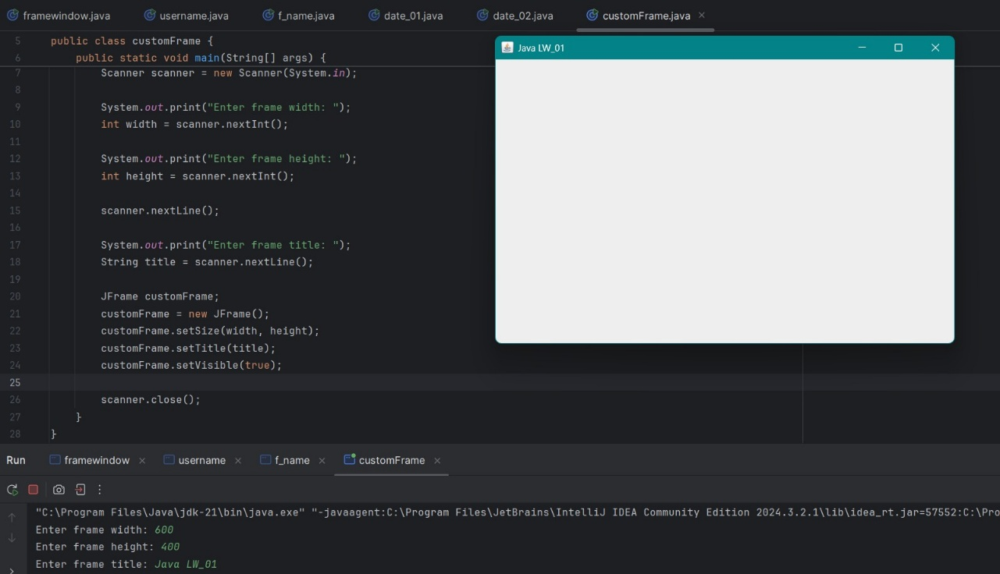 framewindow.java username.java f_name.java date_01.java date_02.java customFrame.java
5 public class customFrame {
6 public static void main(String[] args) {
7 Scanner scanner = new Scanner(System.in);
8
9 System.out.print("Enter frame width: ");
10 int width = scanner.nextInt();
11
12 System.out.print("Enter frame height: ");
13 int height = scanner.nextInt();
14
15 scanner.nextLine();
16
17 System.out.print("Enter frame title: ");
18 String title = scanner.nextLine();
19
20 JFrame customFrame;
21 customFrame = new JFrame();
22 customFrame.setSize(width, height);
23 customFrame.setTitle(title);
24 customFrame.setVisible(true);
25
26 scanner.close();
27 }
28 }
Java LW_01
Run framewindow username f_name customFrame
"C:\Program Files\Java\jdk-21\bin\java.exe" "-javaagent:C:\Program Files\JetBrains\IntelliJ IDEA Community Edition 2024.3.2.1\lib\idea_rt.jar=57552:C:\Pro
Enter frame width: 600
Enter frame height: 400
Enter frame title: Java LW_01